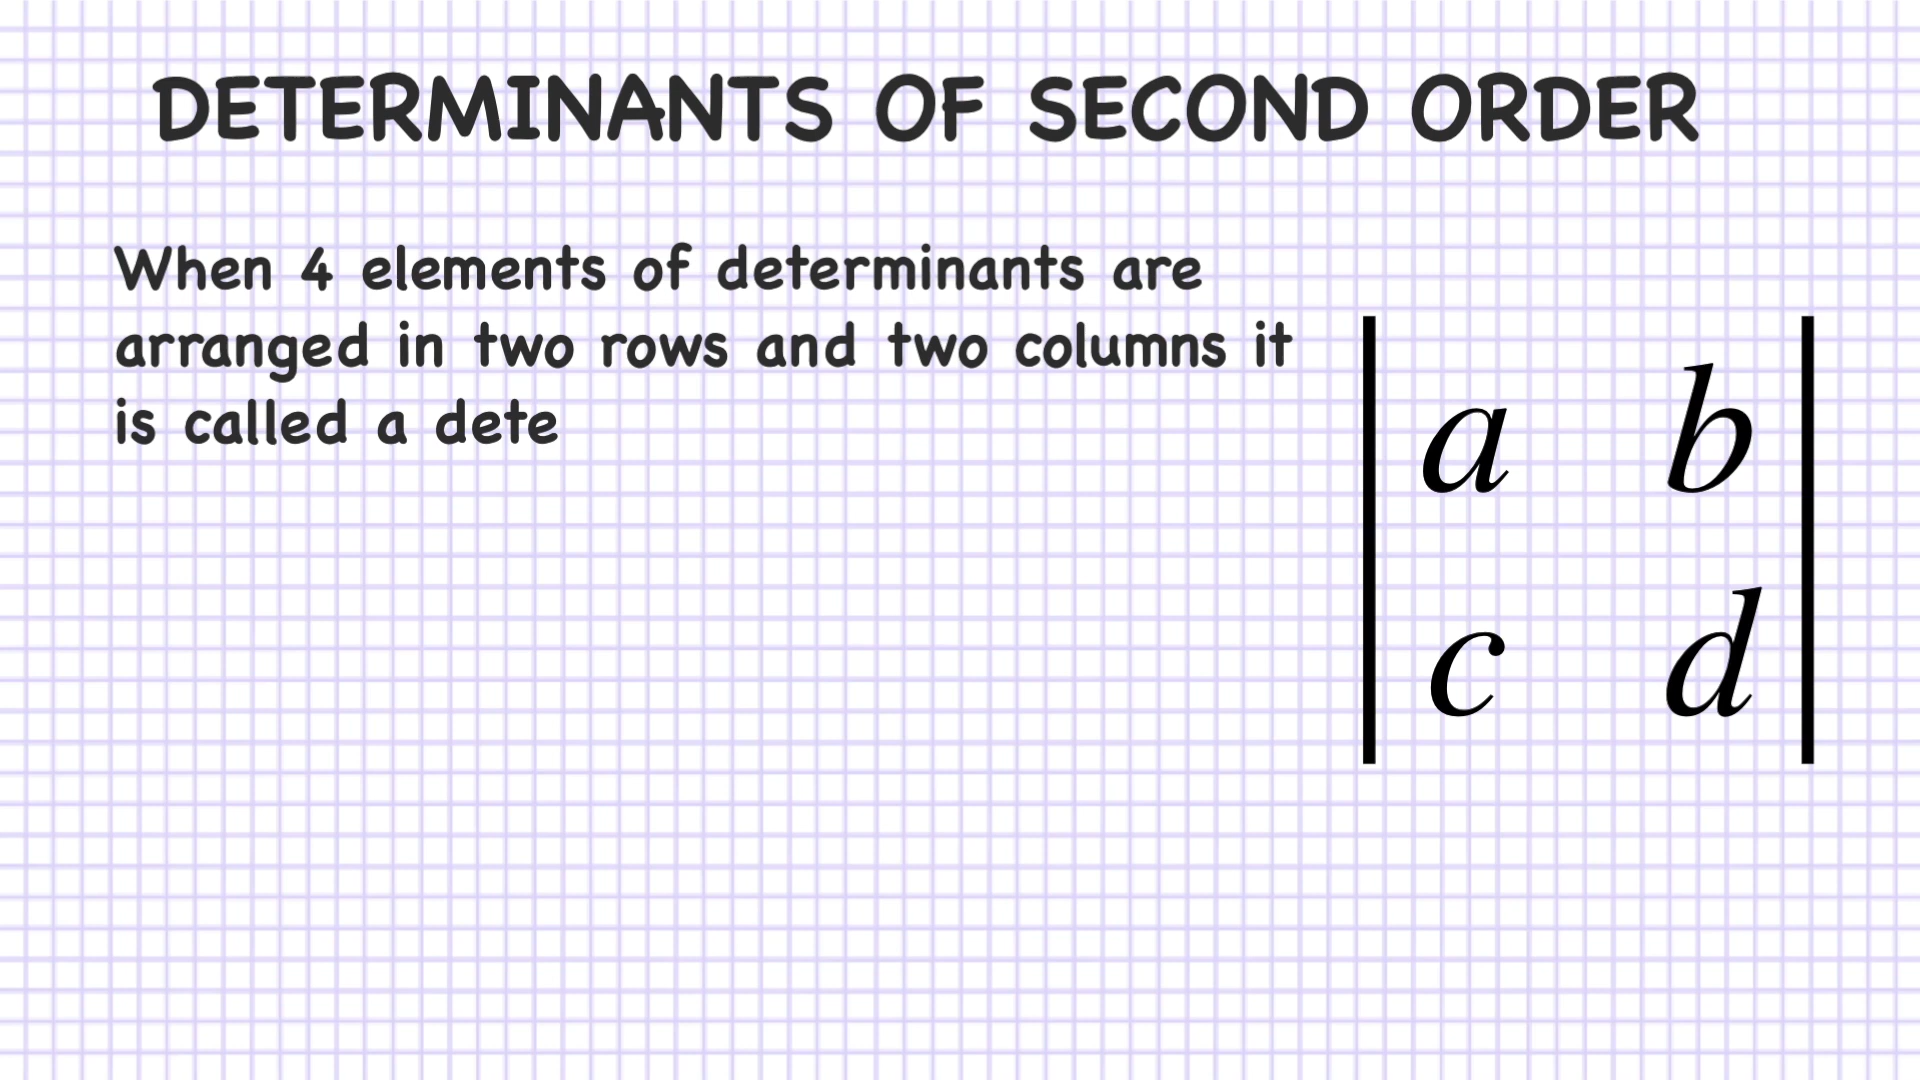 DETERMINANTS OF SECOND ORDER
When 4 elements of determinants are
arranged in two rows and two columns it
is called a dete
a b
c d